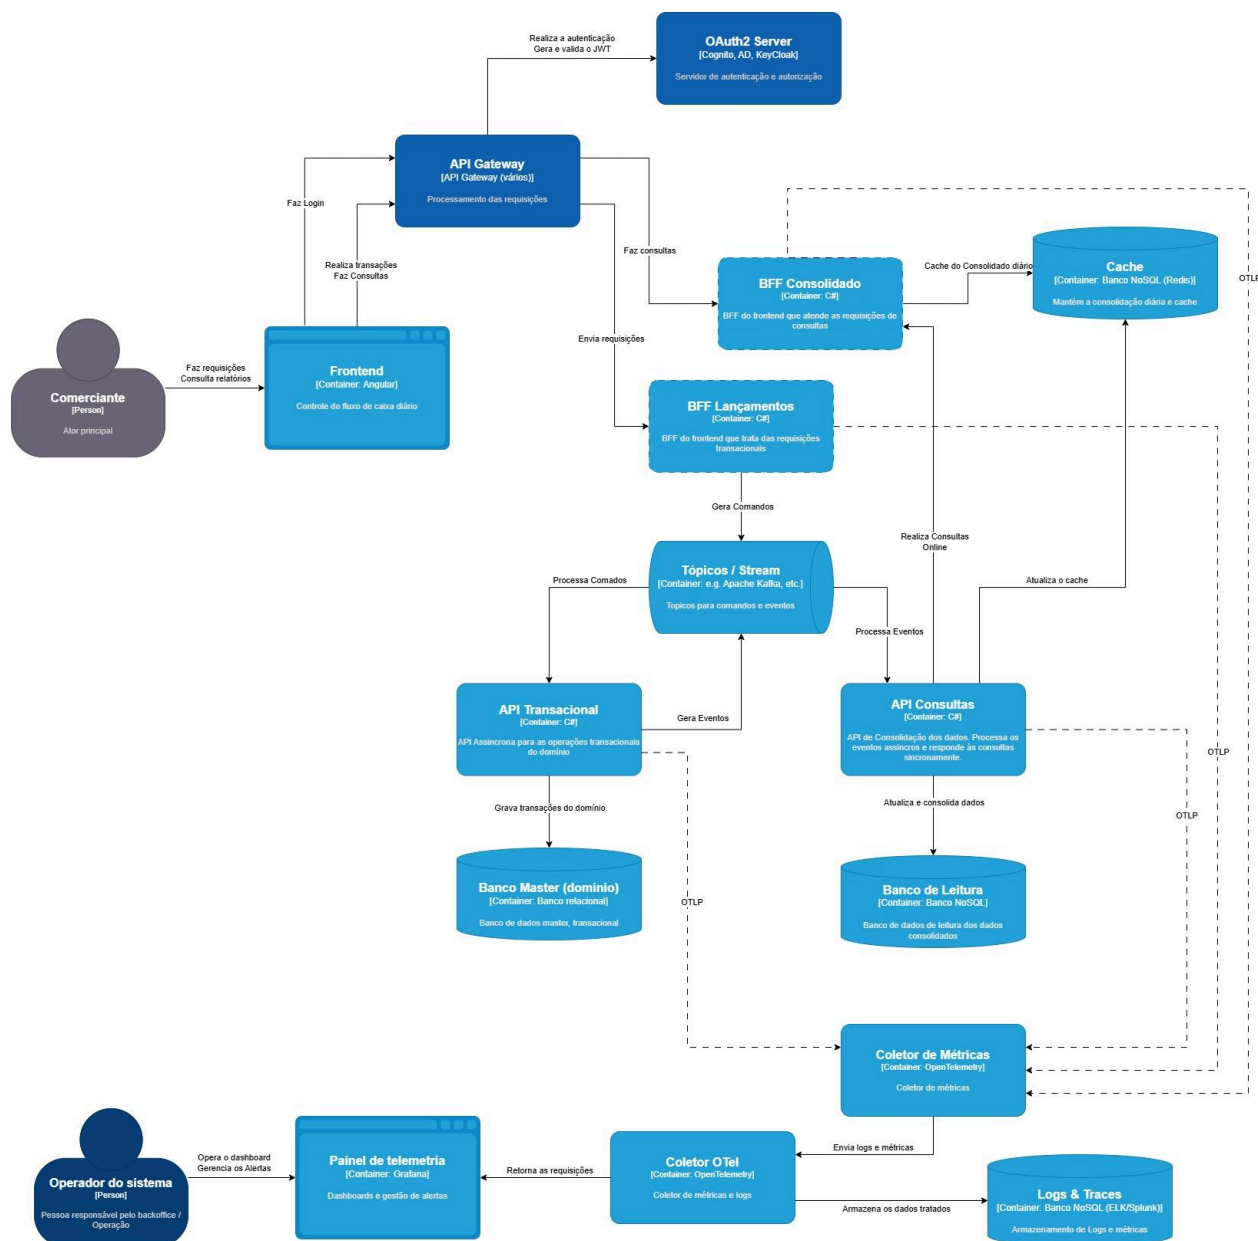 Realiza a autenticação
Gera e valida o JWT
OAuth2 Server
[Cognito, AD, KeyCloak]
Servidor de autenticação e autorização
API Gateway
[API Gateway (vários)]
Processamento das requisições
Faz Login
Realiza transações
Faz Consultas
Faz consultas
Envia requisições
BFF Consolidado
[Container: C#]
BFF do frontend que atende as requisições de
consultas
Cache do Consolidado diário
Cache
[Container: Banco NoSQL (Redis)]
Mantém a consolidação diária e cache
OTLP
Comerciante
[Person]
Ator principal
Faz requisições
Consulta relatórios
Frontend
[Container: Angular]
Controle do fluxo de caixa diário
BFF Lançamentos
[Container: C#]
BFF do frontend que trata das requisições
transacionais
Gera Comandos
Realiza Consultas
Online
Atualiza o cache
Tópicos / Stream
[Container: e.g. Apache Kafka, etc.]
Topicos para comandos e eventos
Processa Comados
Processa Eventos
API Transacional
[Container: C#]
API Assíncrona para as operações transacionais
do domínio
Gera Eventos
API Consultas
[Container: C#]
API de Consolidação dos dados. Processa os
eventos assincros e responde às consultas
sincronamente.
OTLP
OTLP
Grava transações do domínio
Atualiza e consolida dados
Banco Master (domínio)
[Container: Banco relacional]
Banco de dados master, transacional
OTLP
Banco de Leitura
[Container: Banco NoSQL]
Banco de dados de leitura dos dados
consolidados
Coletor de Métricas
[Container: OpenTelemetry]
Coletor de métricas
Envia logs e métricas
Operador do sistema
[Person]
Pessoa responsável pelo backoffice /
Operação
Opera o dashboard
Gerencia os Alertas
Painel de telemetria
[Container: Grafana]
Dashboards e gestão de alertas
Retorna as requisições
Coletor OTel
[Container: OpenTelemetry]
Coletor de métricas e logs
Armazena os dados tratados
Logs & Traces
[Container: Banco NoSQL (ELK/Splunk)]
Armazenamento de Logs e métricas